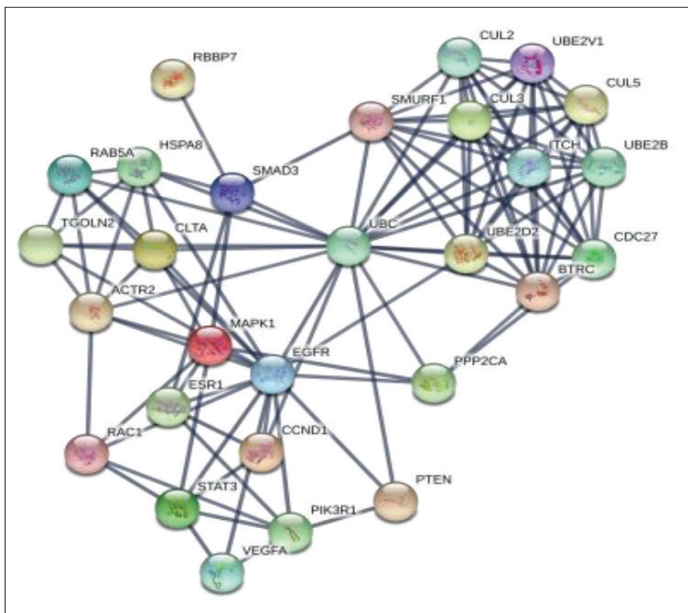 CUL2
UBE2V1
RBBP7
CUL5
SMURF1
CUL3
HSPA8
ITCH
UBE2B
RAB5A
SMAD3
TGOLN2
CLTA
UBC
UBE2D2
CDC27
BTRC
ACTR2
MAPK1
EGFR
PPP2CA
ESR1
RAC1
CCND1
STAT3
PIK3R1
PTEN
VEGFA